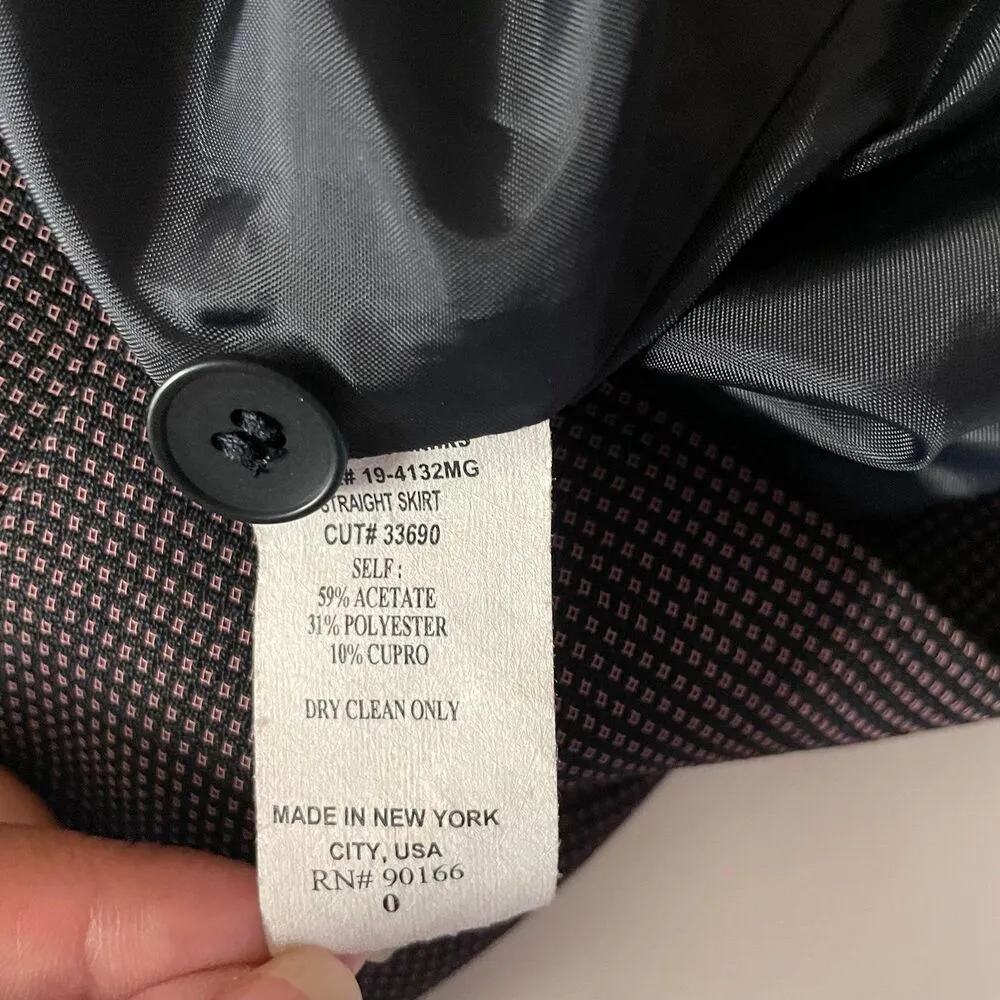 # 19-4132MG
STRAIGHT SKIRT
CUT# 33690
SELF:
59% ACETATE
31% POLYESTER
10% CUPRO
DRY CLEAN ONLY
MADE IN NEW YORK
CITY, USA
RN# 90166
0